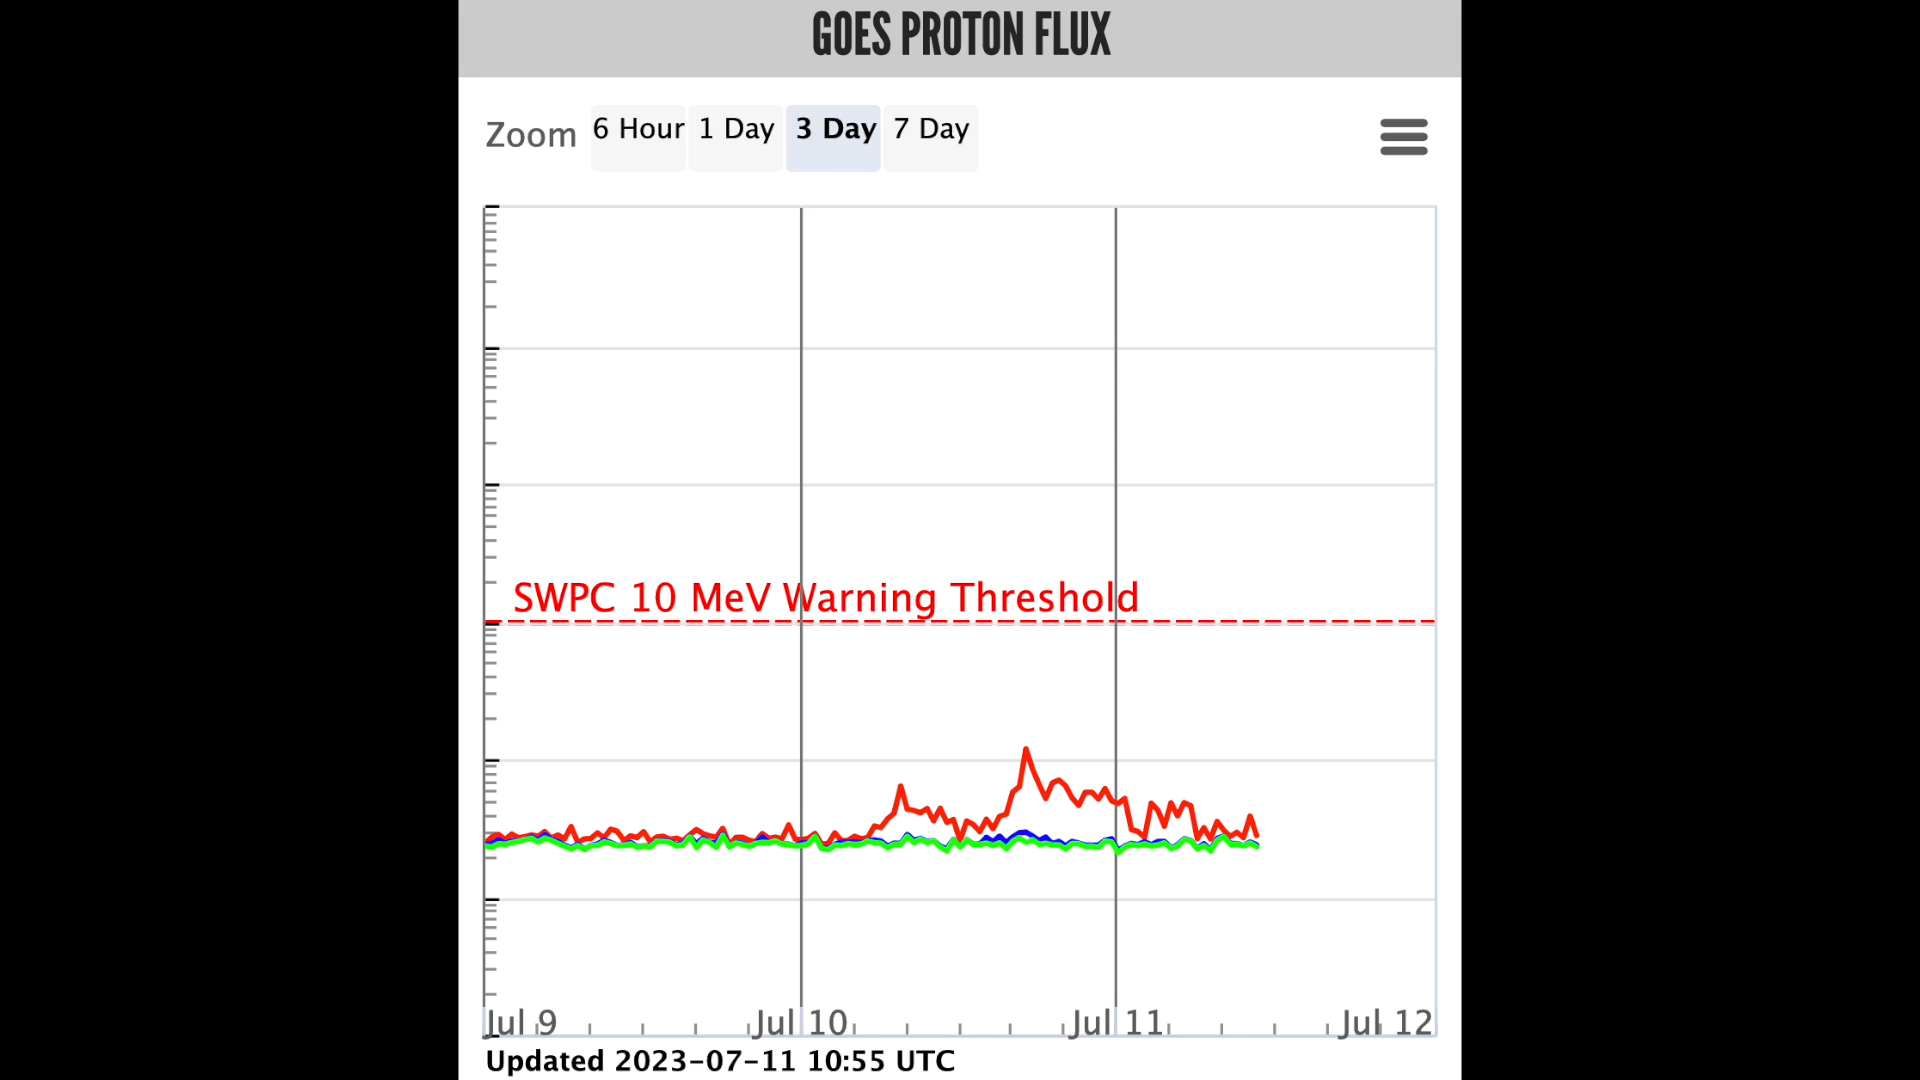 GOES PROTON FLUX
Zoom 6 Hour 1 Day 3 Day 7 Day
SWPC 10 MeV Warning Threshold
Jul 9 Jul 10 Jul 11 Jul 12
Updated 2023-07-11 10:55 UTC